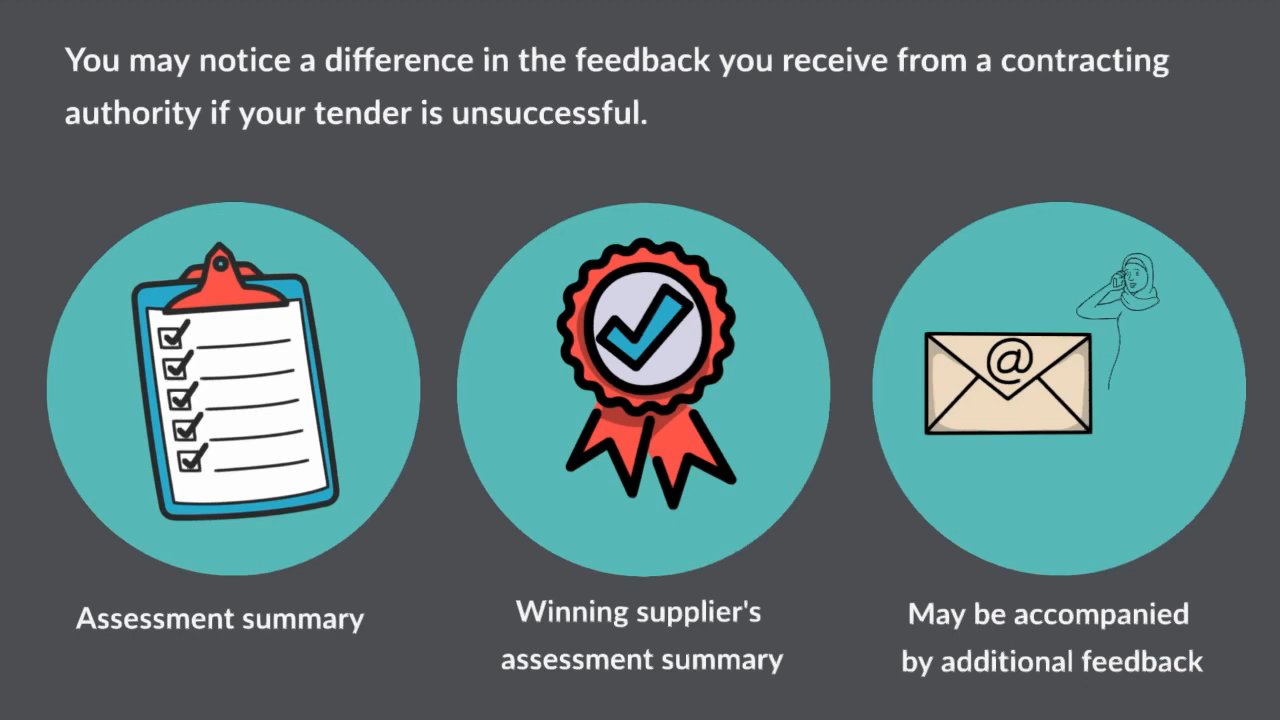 You may notice a difference in the feedback you receive from a contracting
authority if your tender is unsuccessful.
@
Assessment summary
Winning supplier's
assessment summary
May be accompanied
by additional feedback